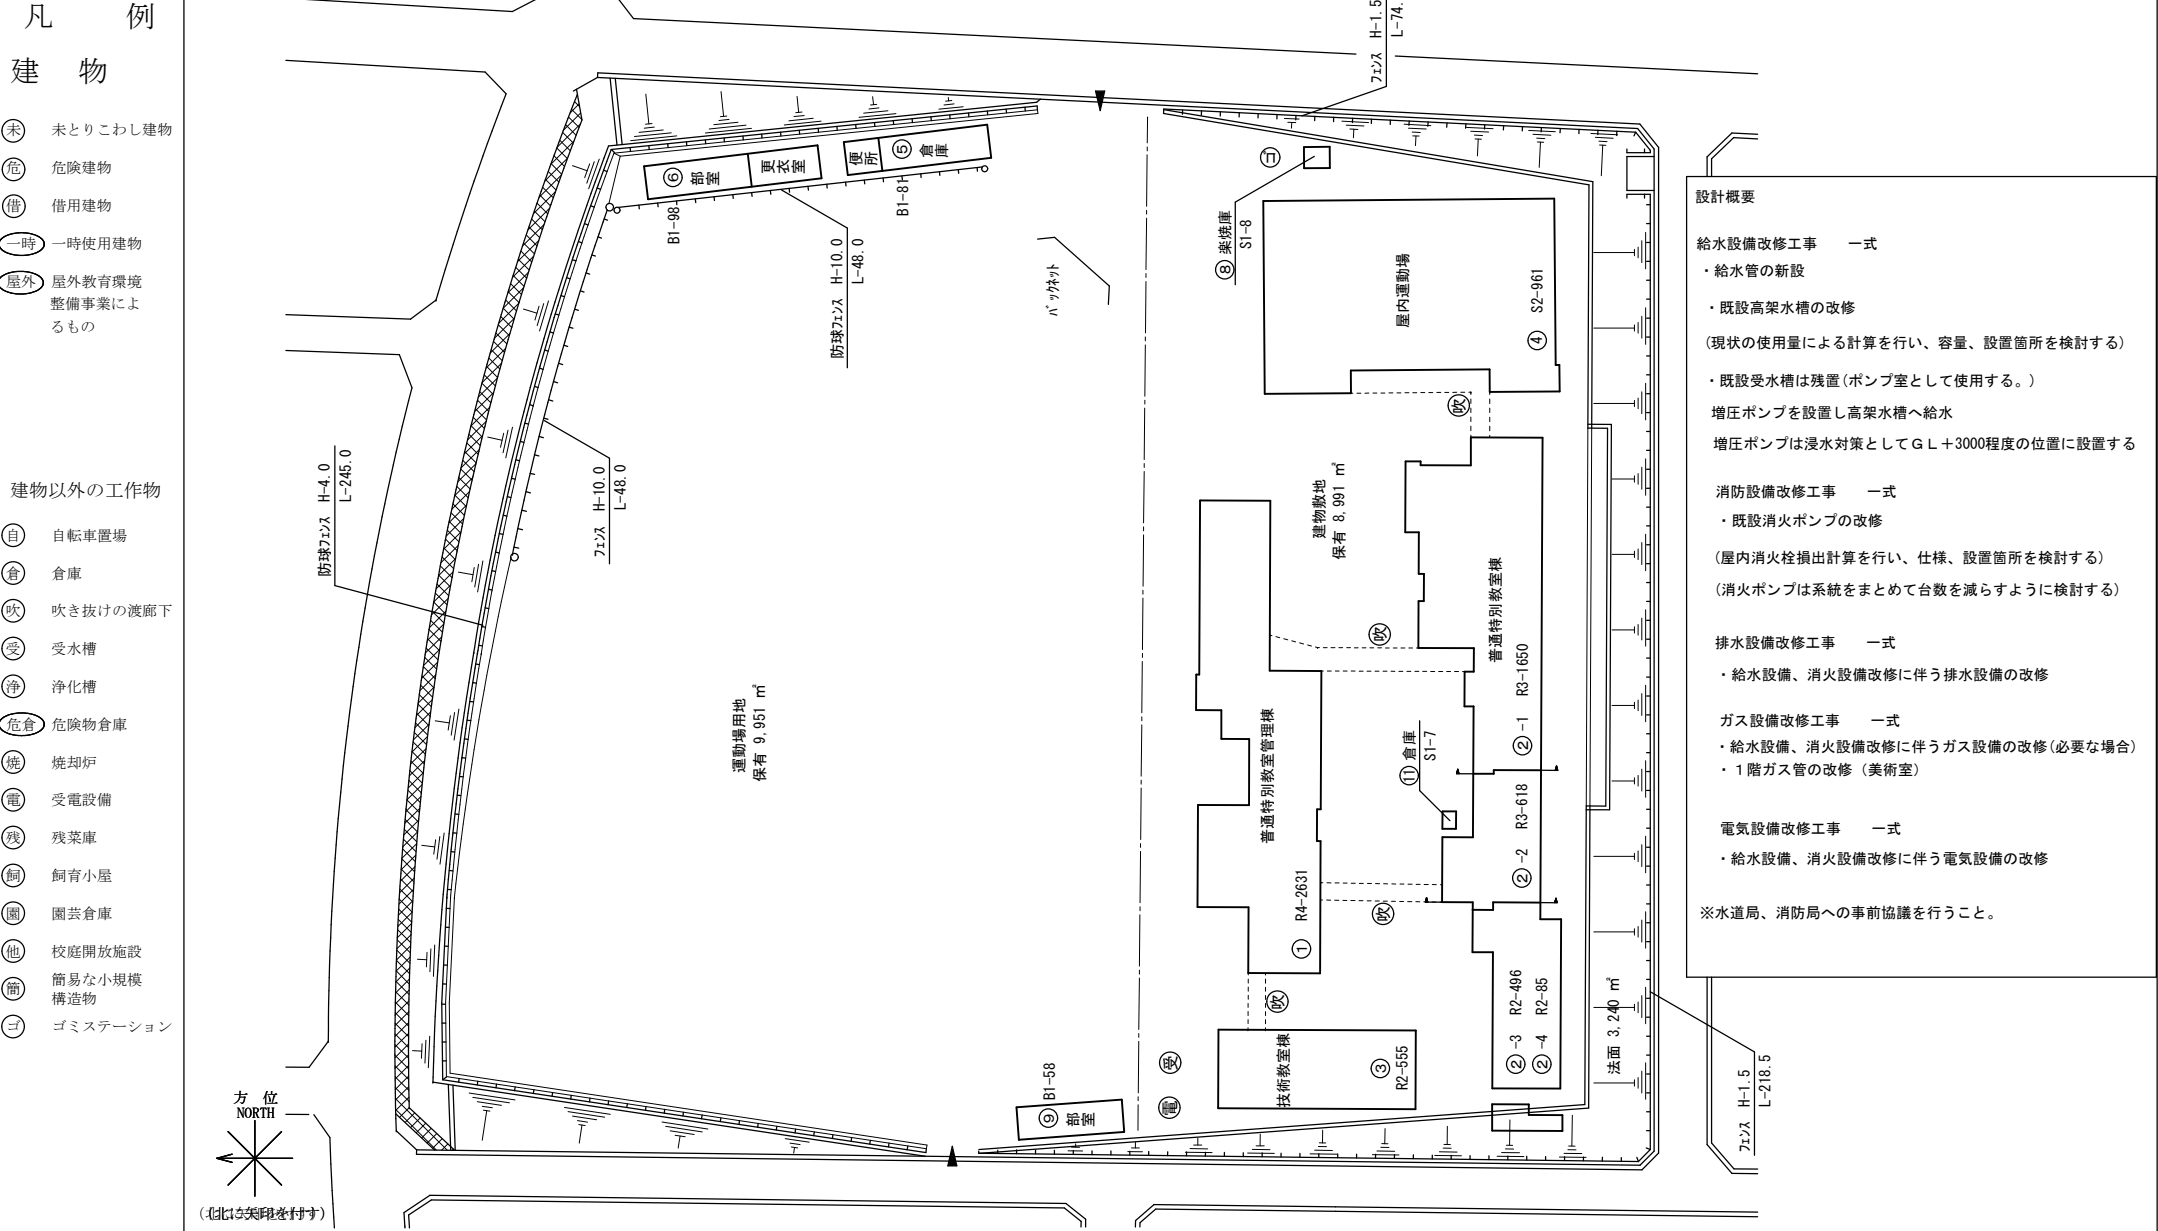 凡　例
建　物
未 未とりこわし建物
危 危険建物
借 借用建物
一時 一時使用建物
屋外 屋外教育環境
整備事業によ
るもの
建物以外の工作物
自 自転車置場
倉 倉庫
吹 吹き抜けの渡廊下
受 受水槽
浄 浄化槽
危倉 危険物倉庫
焼 焼却炉
電 受電設備
残 残菜庫
飼 飼育小屋
園 園芸倉庫
他 校庭開放施設
簡 簡易な小規模
構造物
ゴ ゴミステーション
方　位
NORTH
(北に矢印を付す)
防球フェンス H-4.0
L-245.0
フェンス H-10.0
L-48.0
⑥ 部室
更衣室
B1-98
便所
⑤ 倉庫
B1-81
防球フェンス H-10.0
L-48.0
バックネット
運動場用地
保有 9,951 ㎡
フェンス H-1.5
L-74.
ゴ
⑧ 楽焼庫
S1-8
屋内運動場
④ S2-961
吹
建物敷地
保有 8,991 ㎡
普通特別教室棟
②-1 R3-1650
吹
普通特別教室管理棟
① R4-2631
⑪ 倉庫
S1-7
②-2 R3-618
吹
②-3 R2-496
②-4 R2-85
吹
技術教室棟
③
R2-555
受
電
⑨ 部室
B1-58
法面 3,240 ㎡
フェンス H-1.5
L-218.5
設計概要
給水設備改修工事　一式
・給水管の新設
・既設高架水槽の改修
(現状の使用量による計算を行い、容量、設置箇所を検討する)
・既設受水槽は残置(ポンプ室として使用する。)
増圧ポンプを設置し高架水槽へ給水
増圧ポンプは浸水対策としてＧＬ＋3000程度の位置に設置する
消防設備改修工事　一式
・既設消火ポンプの改修
(屋内消火栓損出計算を行い、仕様、設置箇所を検討する)
(消火ポンプは系統をまとめて台数を減らすように検討する)
排水設備改修工事　一式
・給水設備、消火設備改修に伴う排水設備の改修
ガス設備改修工事　一式
・給水設備、消火設備改修に伴うガス設備の改修(必要な場合)
・１階ガス管の改修（美術室）
電気設備改修工事　一式
・給水設備、消火設備改修に伴う電気設備の改修
※水道局、消防局への事前協議を行うこと。